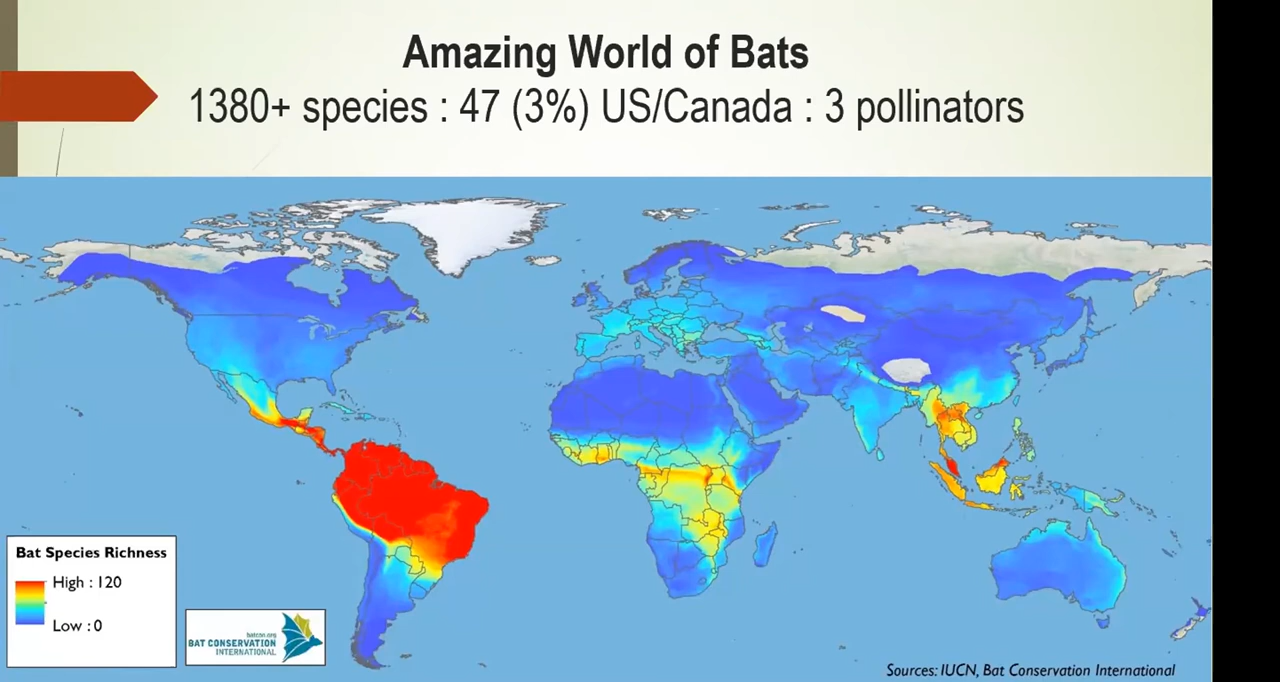 Amazing World of Bats
1380+ species : 47 (3%) US/Canada : 3 pollinators
Bat Species Richness
High : 120
Low : 0
batcon.org
BAT CONSERVATION
INTERNATIONAL
Sources: IUCN, Bat Conservation International